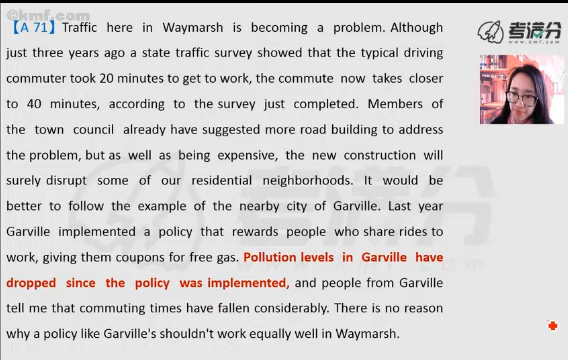 @kmf.com
【A 71】Traffic here in Waymarsh is becoming a problem. Although
just three years ago a state traffic survey showed that the typical driving
commuter took 20 minutes to get to work, the commute now takes closer
to 40 minutes, according to the survey just completed. Members of
the town council already have suggested more road building to address
the problem, but as well as being expensive, the new construction will
surely disrupt some of our residential neighborhoods. It would be
better to follow the example of the nearby city of Garville. Last year
Garville implemented a policy that rewards people who share rides to
work, giving them coupons for free gas. Pollution levels in Garville have
dropped since the policy was implemented, and people from Garville
tell me that commuting times have fallen considerably. There is no reason
why a policy like Garville's shouldn't work equally well in Waymarsh.
考满分
www.kmf.com
考满分